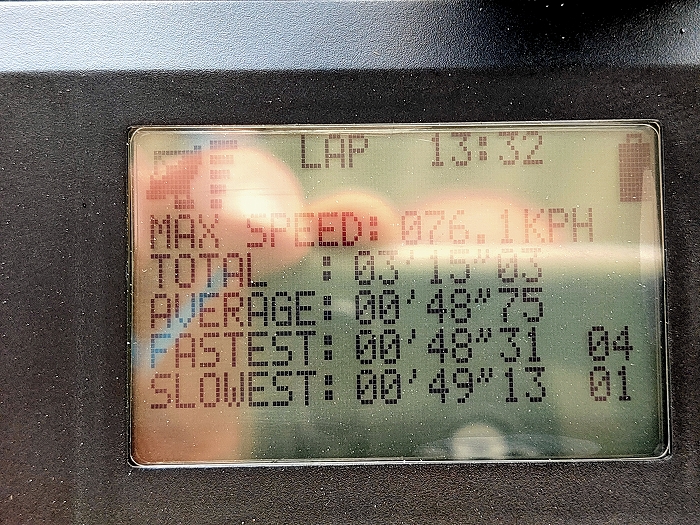 LAP 13:32
MAX SPEED: 076.1KPH
TOTAL : 03'15"03
AVERAGE: 00'48"75
FASTEST: 00'48"31 04
SLOWEST: 00'49"13 01